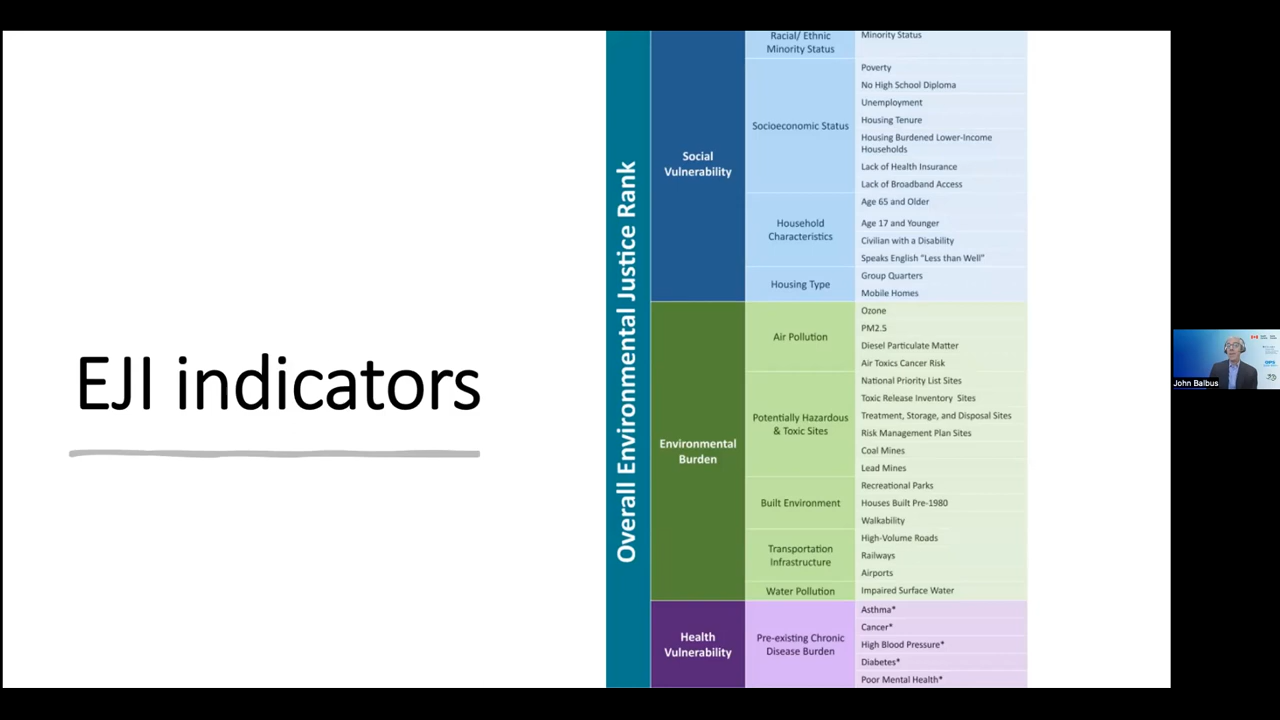 EJI indicators
Overall Environmental Justice Rank
Social
Vulnerability
Racial/ Ethnic
Minority Status
Minority Status
Socioeconomic Status
Poverty
No High School Diploma
Unemployment
Housing Tenure
Housing Burdened Lower-Income
Households
Lack of Health Insurance
Lack of Broadband Access
Household
Characteristics
Age 65 and Older
Age 17 and Younger
Civilian with a Disability
Speaks English “Less than Well”
Housing Type
Group Quarters
Mobile Homes
Environmental
Burden
Air Pollution
Ozone
PM2.5
Diesel Particulate Matter
Air Toxics Cancer Risk
Potentially Hazardous
& Toxic Sites
National Priority List Sites
Toxic Release Inventory Sites
Treatment, Storage, and Disposal Sites
Risk Management Plan Sites
Coal Mines
Lead Mines
Built Environment
Recreational Parks
Houses Built Pre-1980
Walkability
Transportation
Infrastructure
High-Volume Roads
Railways
Airports
Water Pollution
Impaired Surface Water
Health
Vulnerability
Pre-existing Chronic
Disease Burden
Asthma*
Cancer*
High Blood Pressure*
Diabetes*
Poor Mental Health*
John Balbus